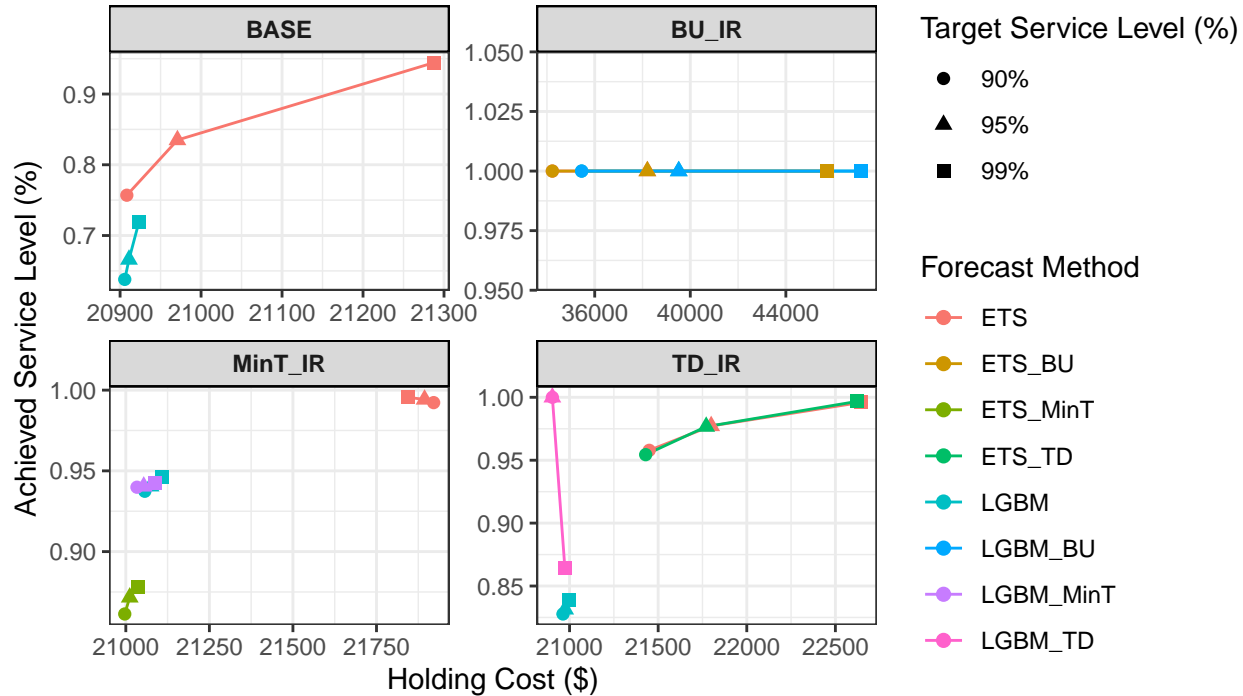 BASE
BU_IR
0.9
0.8
0.7
20900 21000 21100 21200 21300
1.050
1.025
1.000
0.975
0.950
36000 40000 44000
MinT_IR
TD_IR
1.00
0.95
0.90
21000 21250 21500 21750
1.00
0.95
0.90
0.85
21000 21500 22000 22500
Achieved Service Level (%)
Holding Cost ($)
Target Service Level (%)
90%
95%
99%
Forecast Method
ETS
ETS_BU
ETS_MinT
ETS_TD
LGBM
LGBM_BU
LGBM_MinT
LGBM_TD